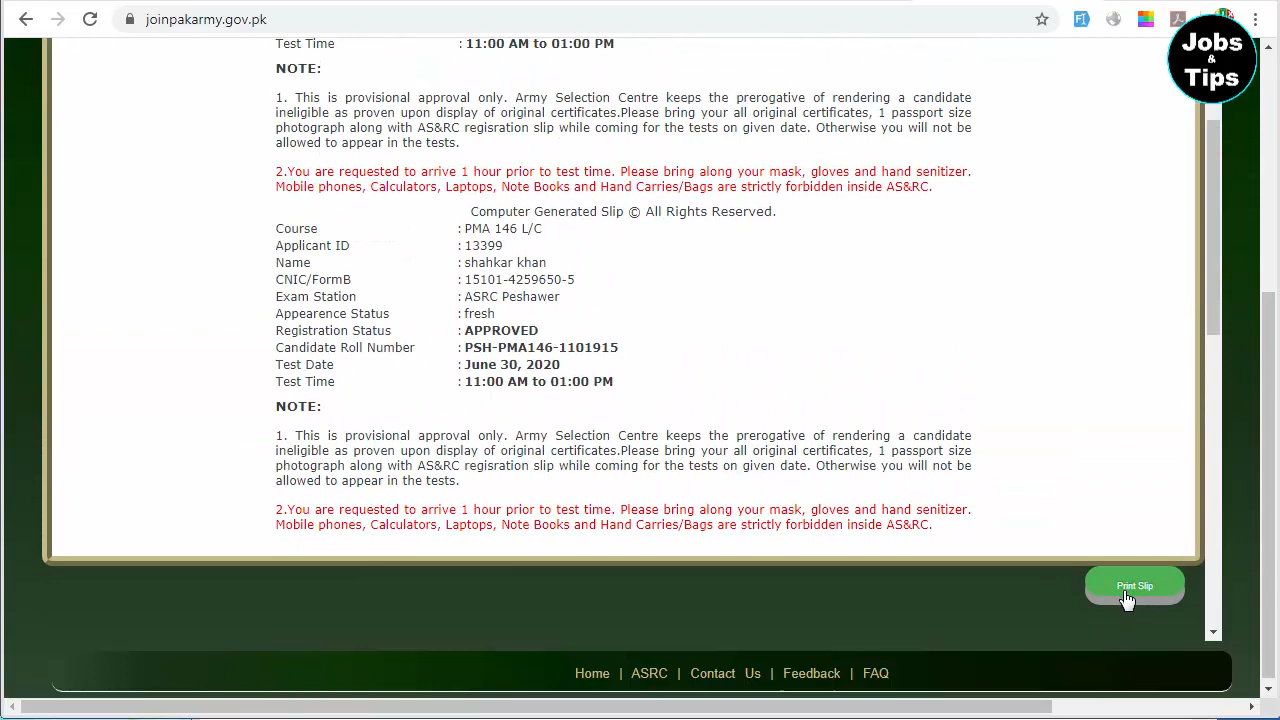 joinpakarmy.gov.pk
Jobs
&
Tips
Test Time : 11:00 AM to 01:00 PM
NOTE:
1. This is provisional approval only. Army Selection Centre keeps the prerogative of rendering a candidate
ineligible as proven upon display of original certificates.Please bring your all original certificates, 1 passport size
photograph along with AS&RC regisration slip while coming for the tests on given date. Otherwise you will not be
allowed to appear in the tests.
2.You are requested to arrive 1 hour prior to test time. Please bring along your mask, gloves and hand senitizer.
Mobile phones, Calculators, Laptops, Note Books and Hand Carries/Bags are strictly forbidden inside AS&RC.
Computer Generated Slip © All Rights Reserved.
Course : PMA 146 L/C
Applicant ID : 13399
Name : shahkar khan
CNIC/FormB : 15101-4259650-5
Exam Station : ASRC Peshawer
Appearence Status : fresh
Registration Status : APPROVED
Candidate Roll Number : PSH-PMA146-1101915
Test Date : June 30, 2020
Test Time : 11:00 AM to 01:00 PM
NOTE:
1. This is provisional approval only. Army Selection Centre keeps the prerogative of rendering a candidate
ineligible as proven upon display of original certificates.Please bring your all original certificates, 1 passport size
photograph along with AS&RC regisration slip while coming for the tests on given date. Otherwise you will not be
allowed to appear in the tests.
2.You are requested to arrive 1 hour prior to test time. Please bring along your mask, gloves and hand senitizer.
Mobile phones, Calculators, Laptops, Note Books and Hand Carries/Bags are strictly forbidden inside AS&RC.
Print Slip
Home | ASRC | Contact Us | Feedback | FAQ